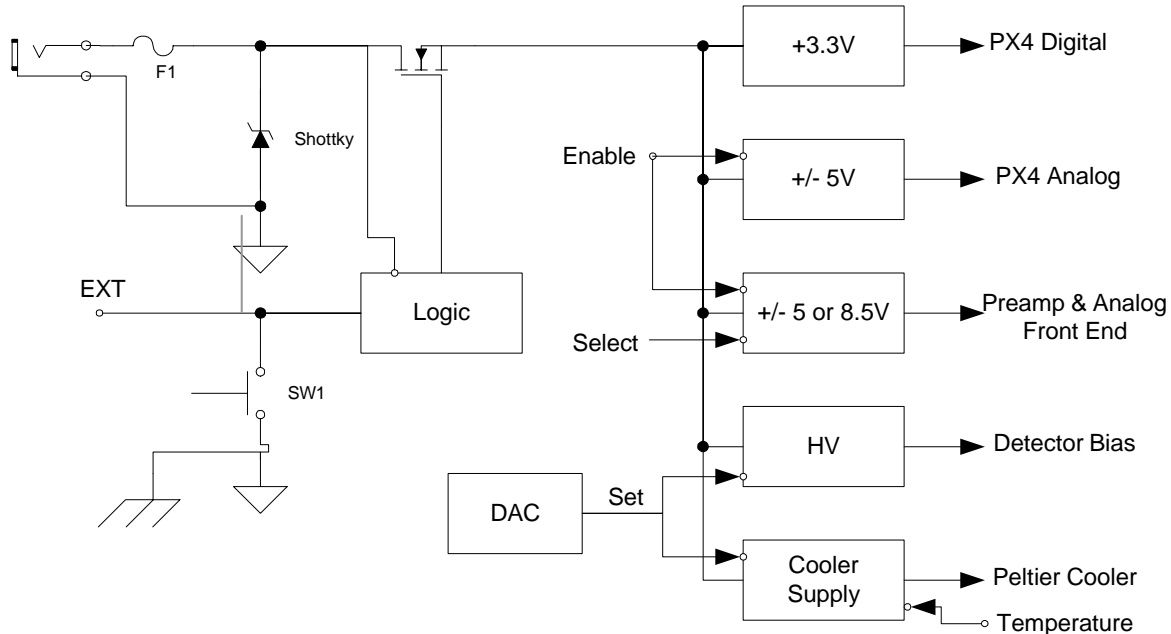 +3.3V
PX4 Digital
F1
Shottky
Enable
+/- 5V
PX4 Analog
EXT
Logic
+/- 5 or 8.5V
Preamp & Analog
Front End
Select
SW1
HV
Detector Bias
DAC
Set
Cooler
Supply
Peltier Cooler
Temperature